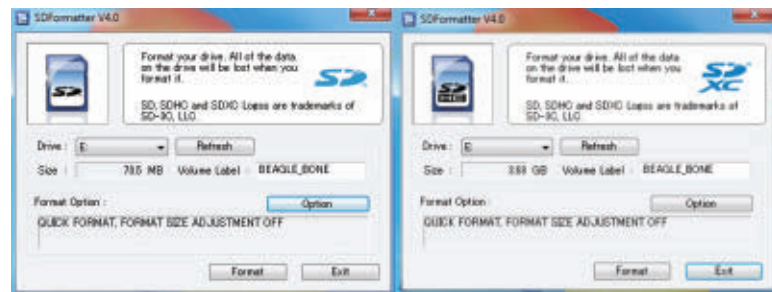 SDFormatter V4.0
Format your drive. All of the data
on the drive will be lost when you
format it.
SD, SDHC and SDXC Logos are trademarks of
SD-3C, LLC.
Drive : E:
Refresh
Size : MB Volume Label : BEAGLE_BONE
Format Option :
Option
QUICK FORMAT, FORMAT SIZE ADJUSTMENT OFF
Format Exit
SDFormatter V4.0
Format your drive. All of the data
on the drive will be lost when you
format it.
SD XC
SD, SDHC and SDXC Logos are trademarks of
SD-3C, LLC.
Drive : E:
Refresh
Size : GB Volume Label : BEAGLE_BONE
Format Option :
Option
QUICK FORMAT, FORMAT SIZE ADJUSTMENT OFF
Format Exit